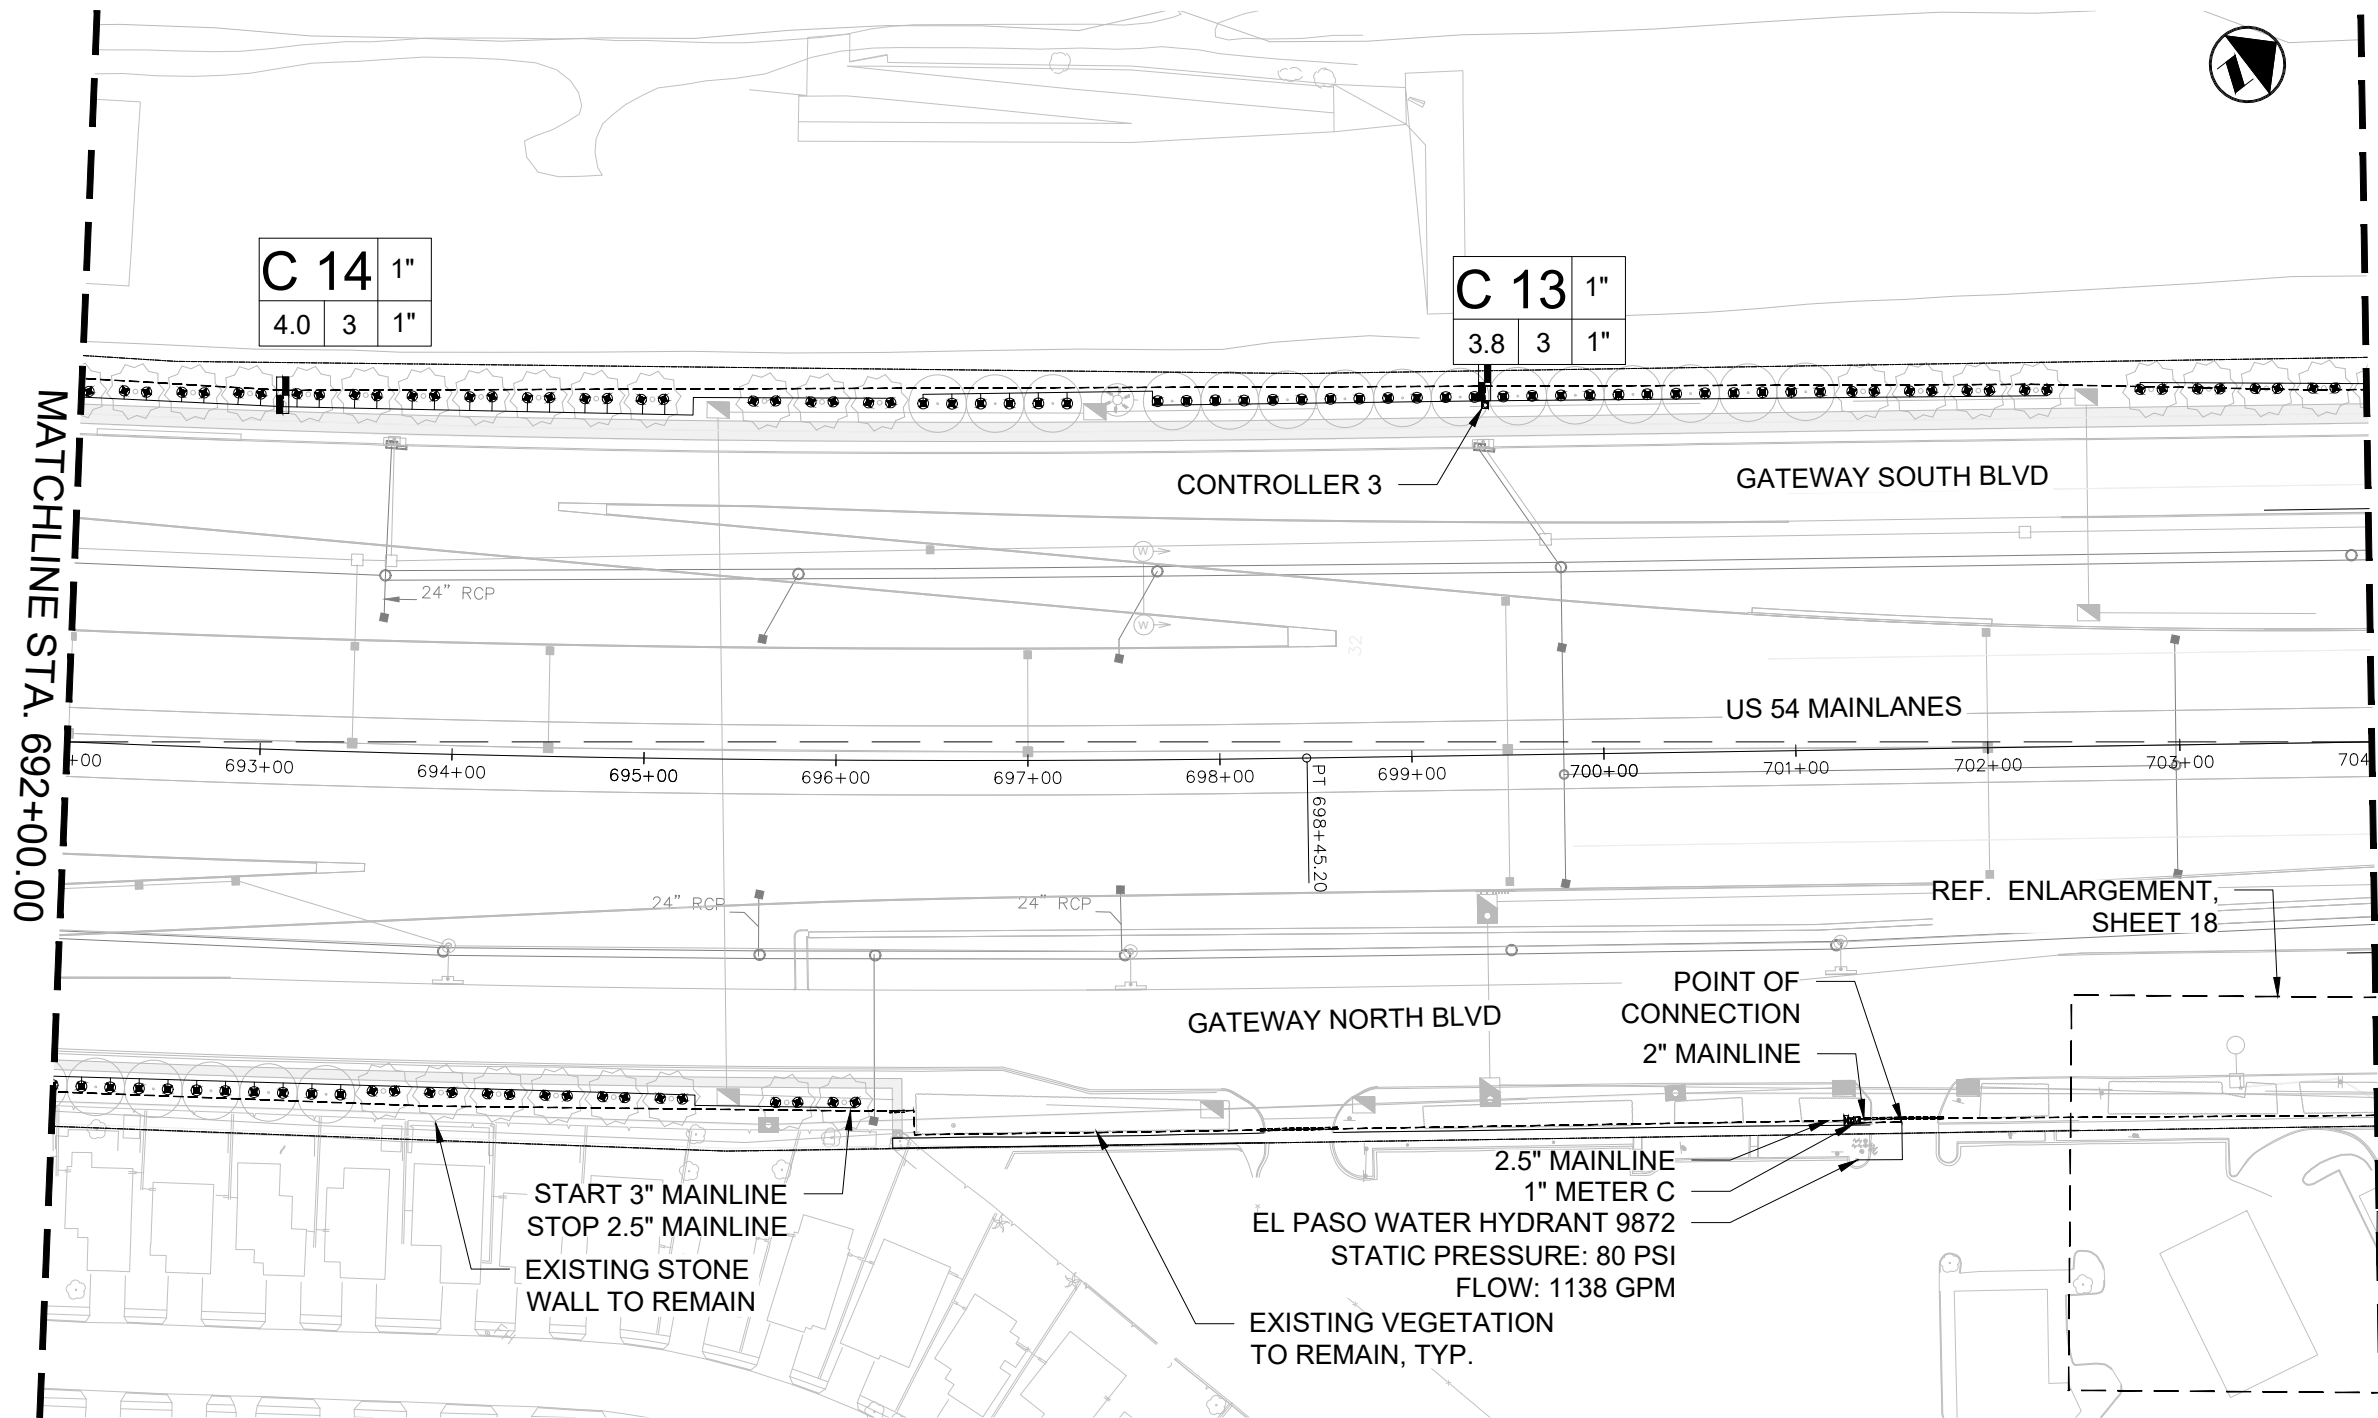 C 14 1"
4.0 3 1"
C 13 1"
3.8 3 1"
MATCHLINE STA. 692+00.00
CONTROLLER 3
GATEWAY SOUTH BLVD
W
24" RCP
W
32
US 54 MAINLANES
+00 693+00 694+00 695+00 696+00 697+00 698+00 699+00 700+00 701+00 702+00 703+00 704
PT 698+45.20
24" RCP
24" RCP
REF. ENLARGEMENT,
SHEET 18
POINT OF
CONNECTION
GATEWAY NORTH BLVD
2" MAINLINE
2.5" MAINLINE
1" METER C
EL PASO WATER HYDRANT 9872
STATIC PRESSURE: 80 PSI
FLOW: 1138 GPM
START 3" MAINLINE
STOP 2.5" MAINLINE
EXISTING STONE
WALL TO REMAIN
EXISTING VEGETATION
TO REMAIN, TYP.